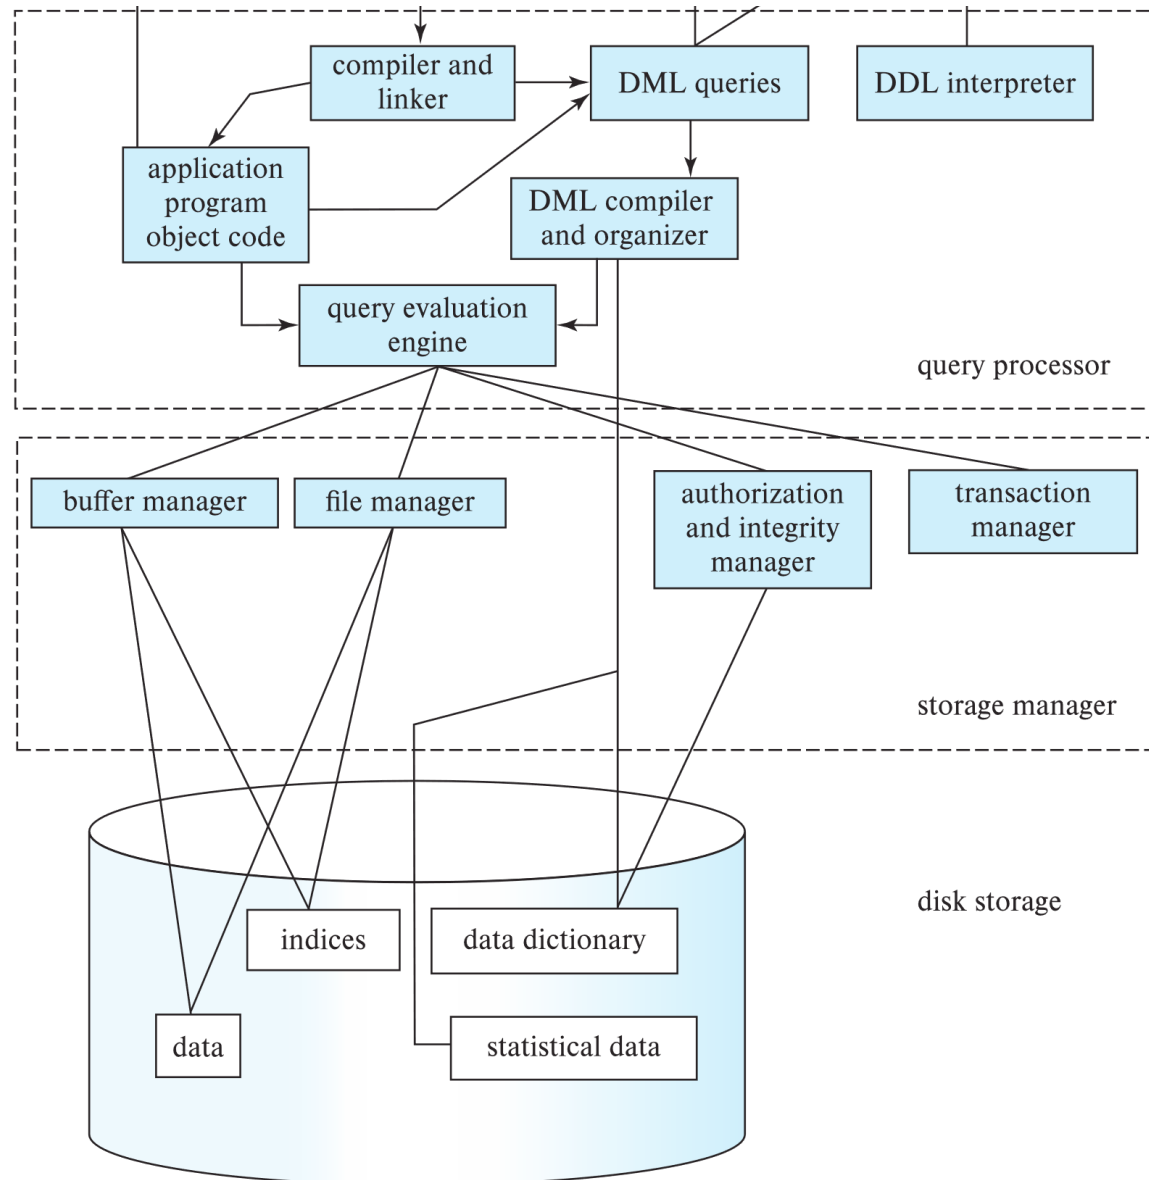 compiler and
linker
DML queries
DDL interpreter
application
program
object code
DML compiler
and organizer
query evaluation
engine
query processor
buffer manager
file manager
authorization
and integrity
manager
transaction
manager
storage manager
disk storage
indices
data dictionary
data
statistical data